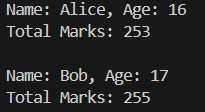 Name: Alice, Age: 16
Total Marks: 253
Name: Bob, Age: 17
Total Marks: 255